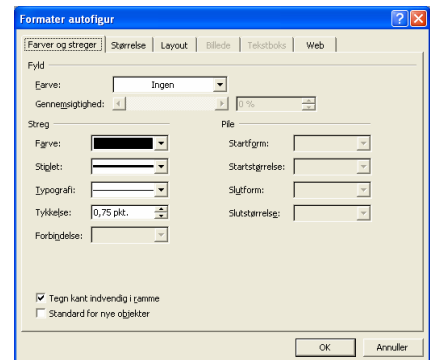 Formater autofigur
Farver og streger Størrelse Layout Billede Tekstboks Web
Fyld
Farve: Ingen
Gennemsigtighed: 0 %
Streg Pile
Farve: Startform:
Stiplet: Startstørrelse:
Typografi: Slutform:
Tykkelse: 0,75 pkt. Slutstørrelse:
Forbindelse:
Tegn kant indvendig i ramme
Standard for nye objekter
OK Annuller